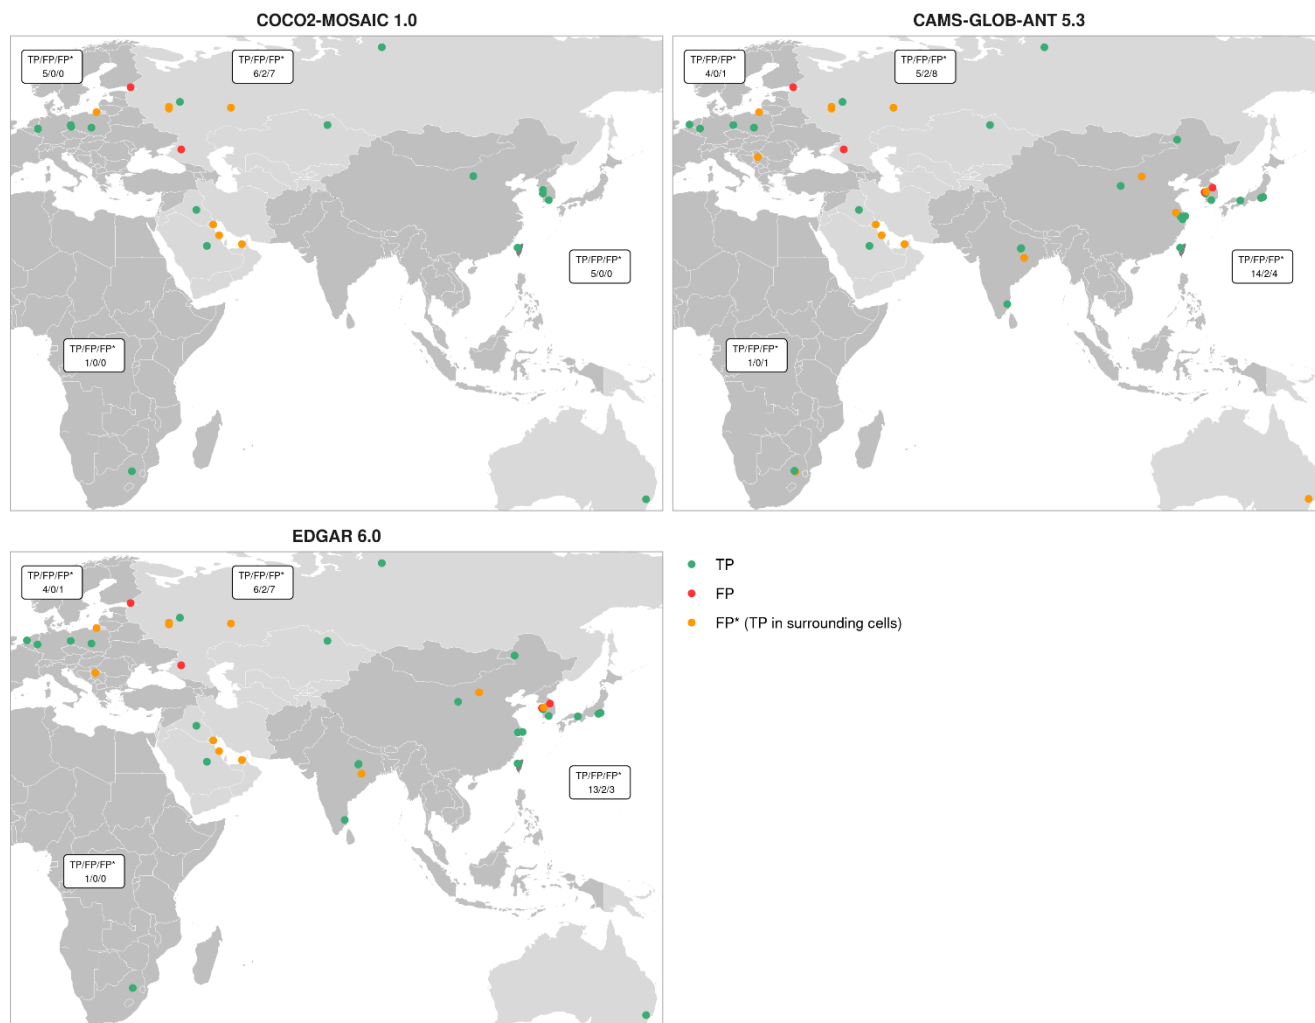 COCO2-MOSAIC 1.0
TP/FP/FP*
5/0/0
TP/FP/FP*
6/2/7
TP/FP/FP*
5/0/0
TP/FP/FP*
1/0/0
CAMS-GLOB-ANT 5.3
TP/FP/FP*
4/0/1
TP/FP/FP*
5/2/8
TP/FP/FP*
14/2/4
TP/FP/FP*
1/0/1
EDGAR 6.0
TP/FP/FP*
4/0/1
TP/FP/FP*
6/2/7
TP/FP/FP*
13/2/3
TP/FP/FP*
1/0/0
TP
FP
FP* (TP in surrounding cells)